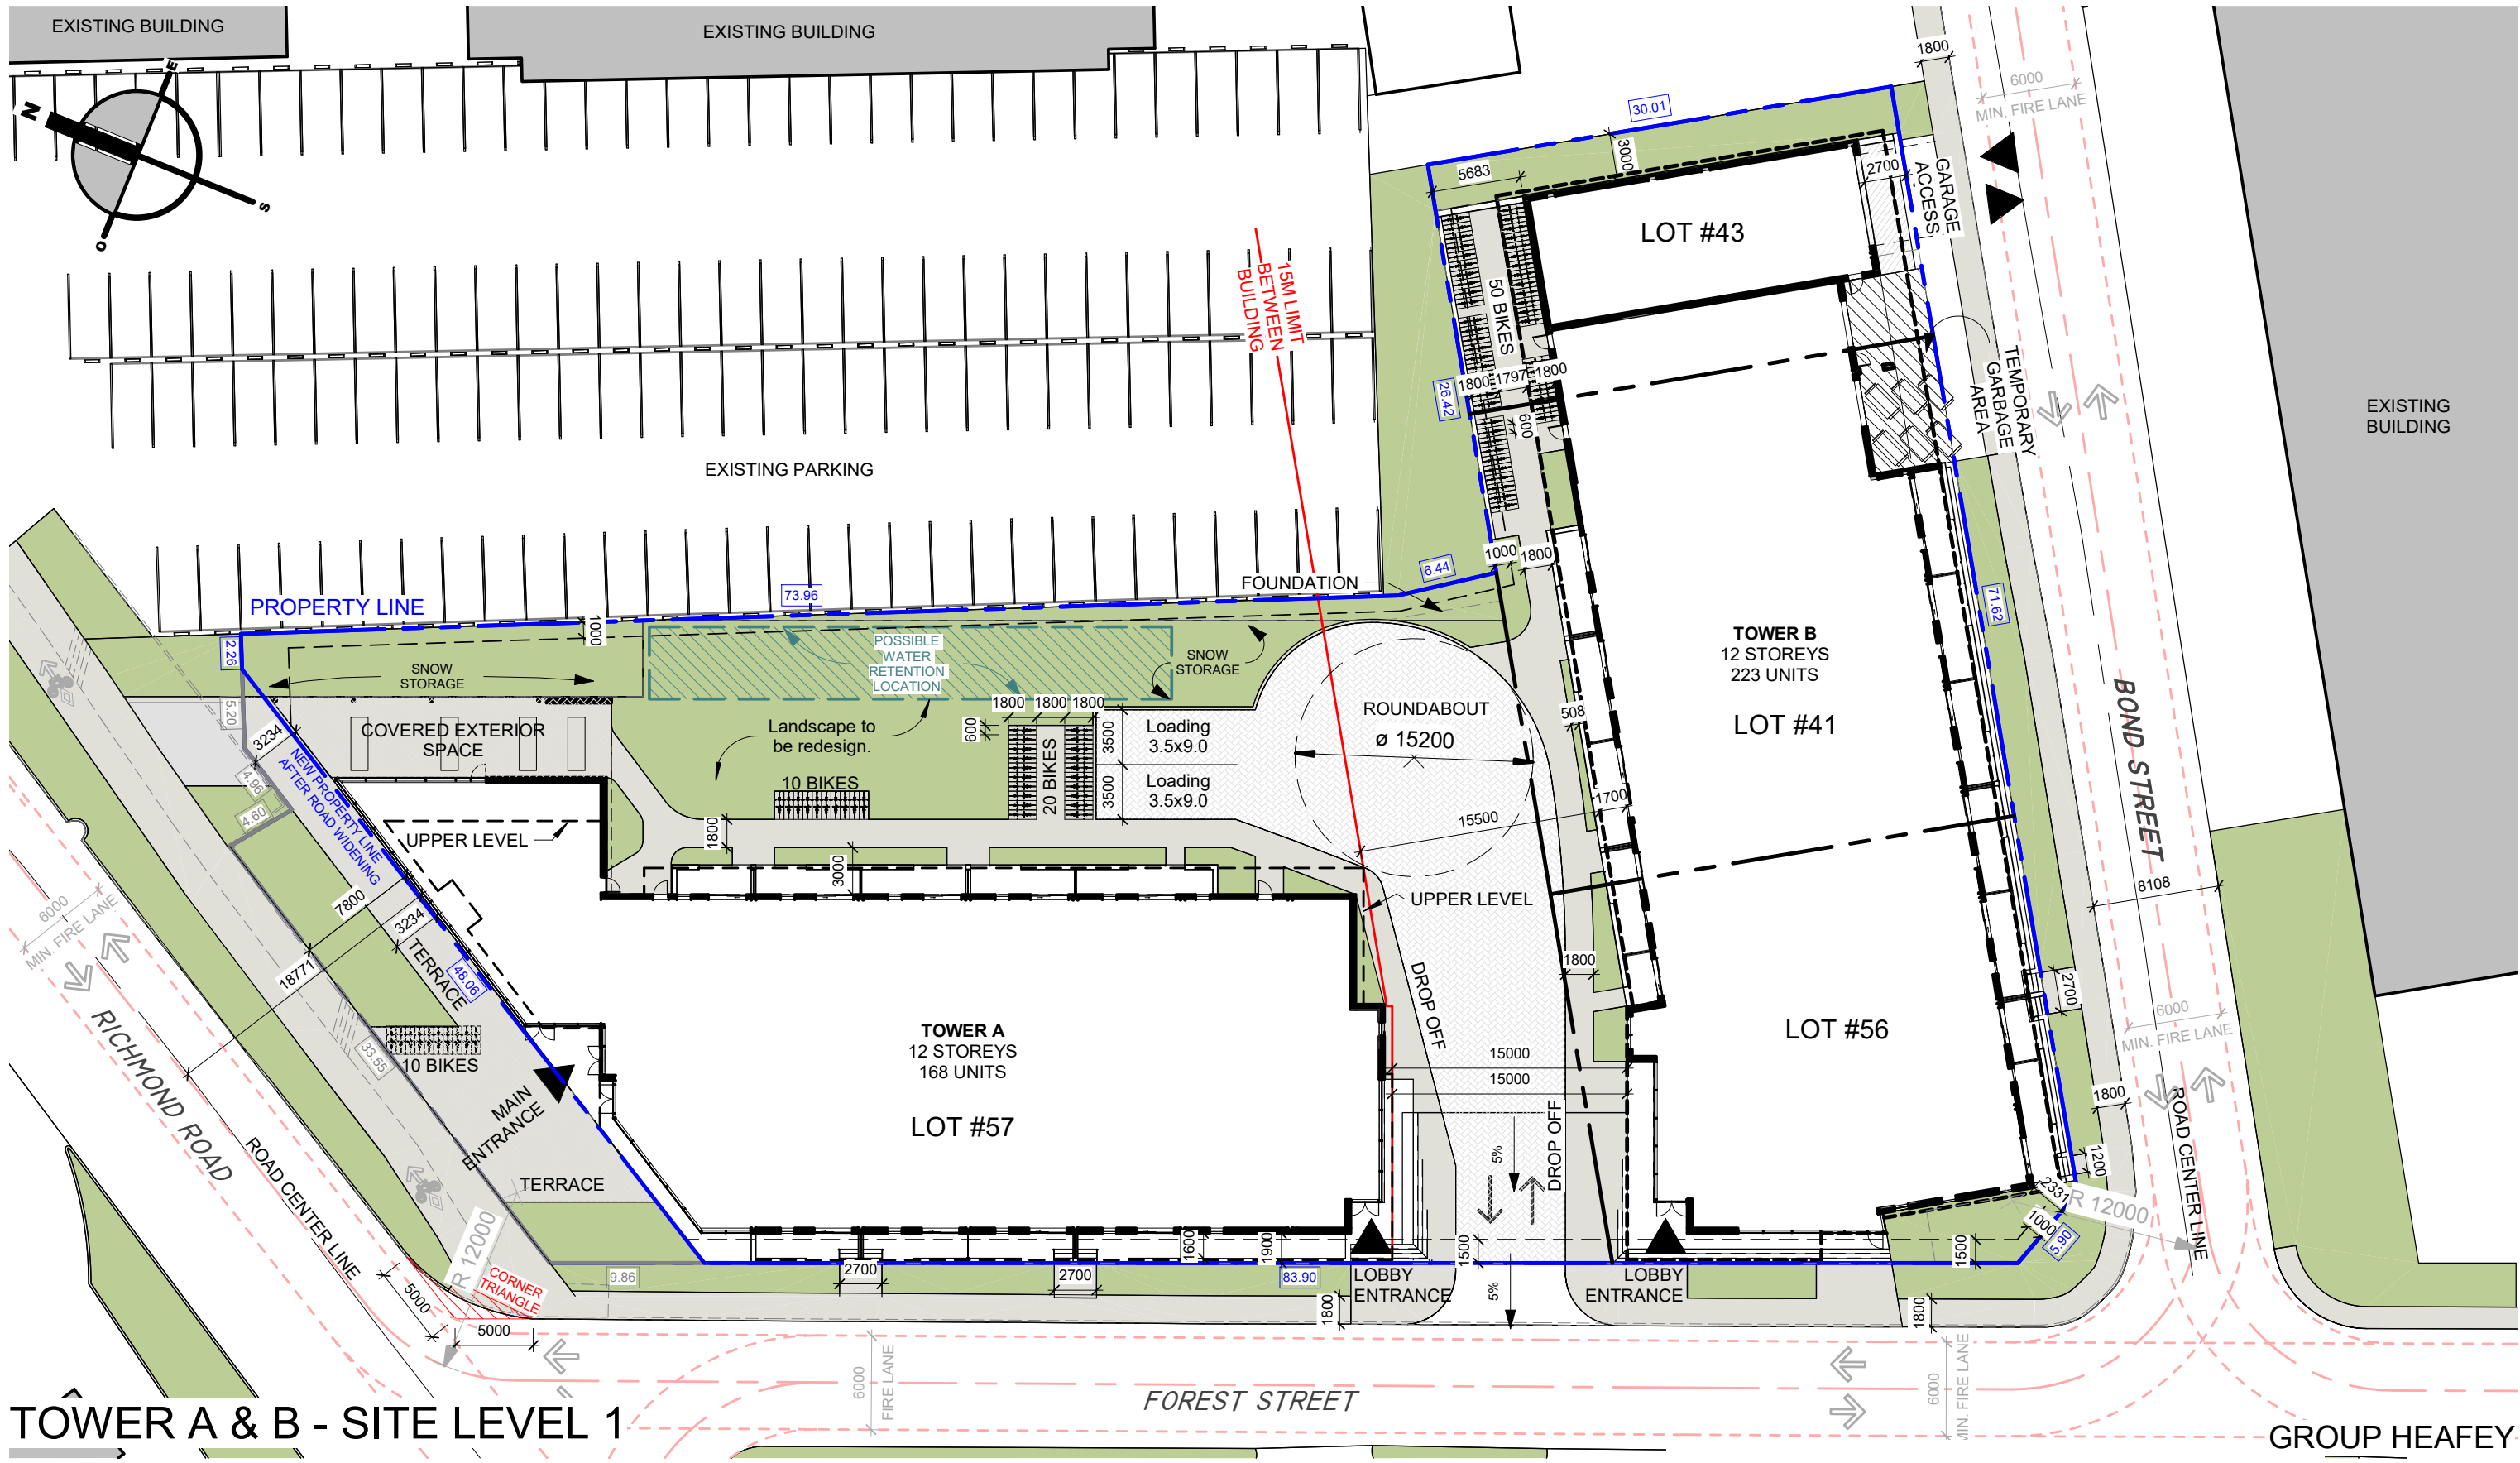 EXISTING BUILDING
EXISTING BUILDING
N
E
S
O
30.01
1800
6000
MIN. FIRE LANE
5683
3000
2700
GARAGE
ACCESS
LOT #43
15M LIMIT
BETWEEN
BUILDING
50 BIKES
26.42
1800
1797
1800
600
TEMPORARY
GARBAGE
AREA
EXISTING
BUILDING
EXISTING PARKING
1000
1800
6.44
FOUNDATION
73.96
PROPERTY LINE
1000
2.26
SNOW
STORAGE
POSSIBLE
WATER
RETENTION
LOCATION
SNOW
STORAGE
71.62
TOWER B
12 STOREYS
223 UNITS
LOT #41
BOND STREET
5.20
3234
COVERED EXTERIOR
SPACE
Landscape to
be redesign.
1800
1800
1800
600
3500
Loading
3.5x9.0
3500
Loading
3.5x9.0
ROUNDABOUT
ø 15200
508
4.96
4.60
NEW PROPERTY LINE
AFTER ROAD WIDENING
10 BIKES
20 BIKES
1700
15500
UPPER LEVEL
1800
3000
UPPER LEVEL
8108
6000
MIN. FIRE LANE
7800
3234
TERRACE
48.06
18771
1800
DROP OFF
2700
6000
MIN. FIRE LANE
RICHMOND ROAD
33.55
10 BIKES
TOWER A
12 STOREYS
168 UNITS
LOT #57
LOT #56
15000
15000
MAIN
ENTRANCE
TERRACE
ROAD CENTER LINE
DROP OFF
5%
1800
1200
ROAD CENTER LINE
2331
R 12000
1000
5.90
R 12000
CORNER
TRIANGLE
5000
5000
9.86
2700
2700
1600
1900
83.90
LOBBY
ENTRANCE
1500
5%
LOBBY
ENTRANCE
1500
1800
1800
6000
FIRE LANE
6000
MIN. FIRE LANE
FOREST STREET
TOWER A & B - SITE LEVEL 1
GROUP HEAFEY